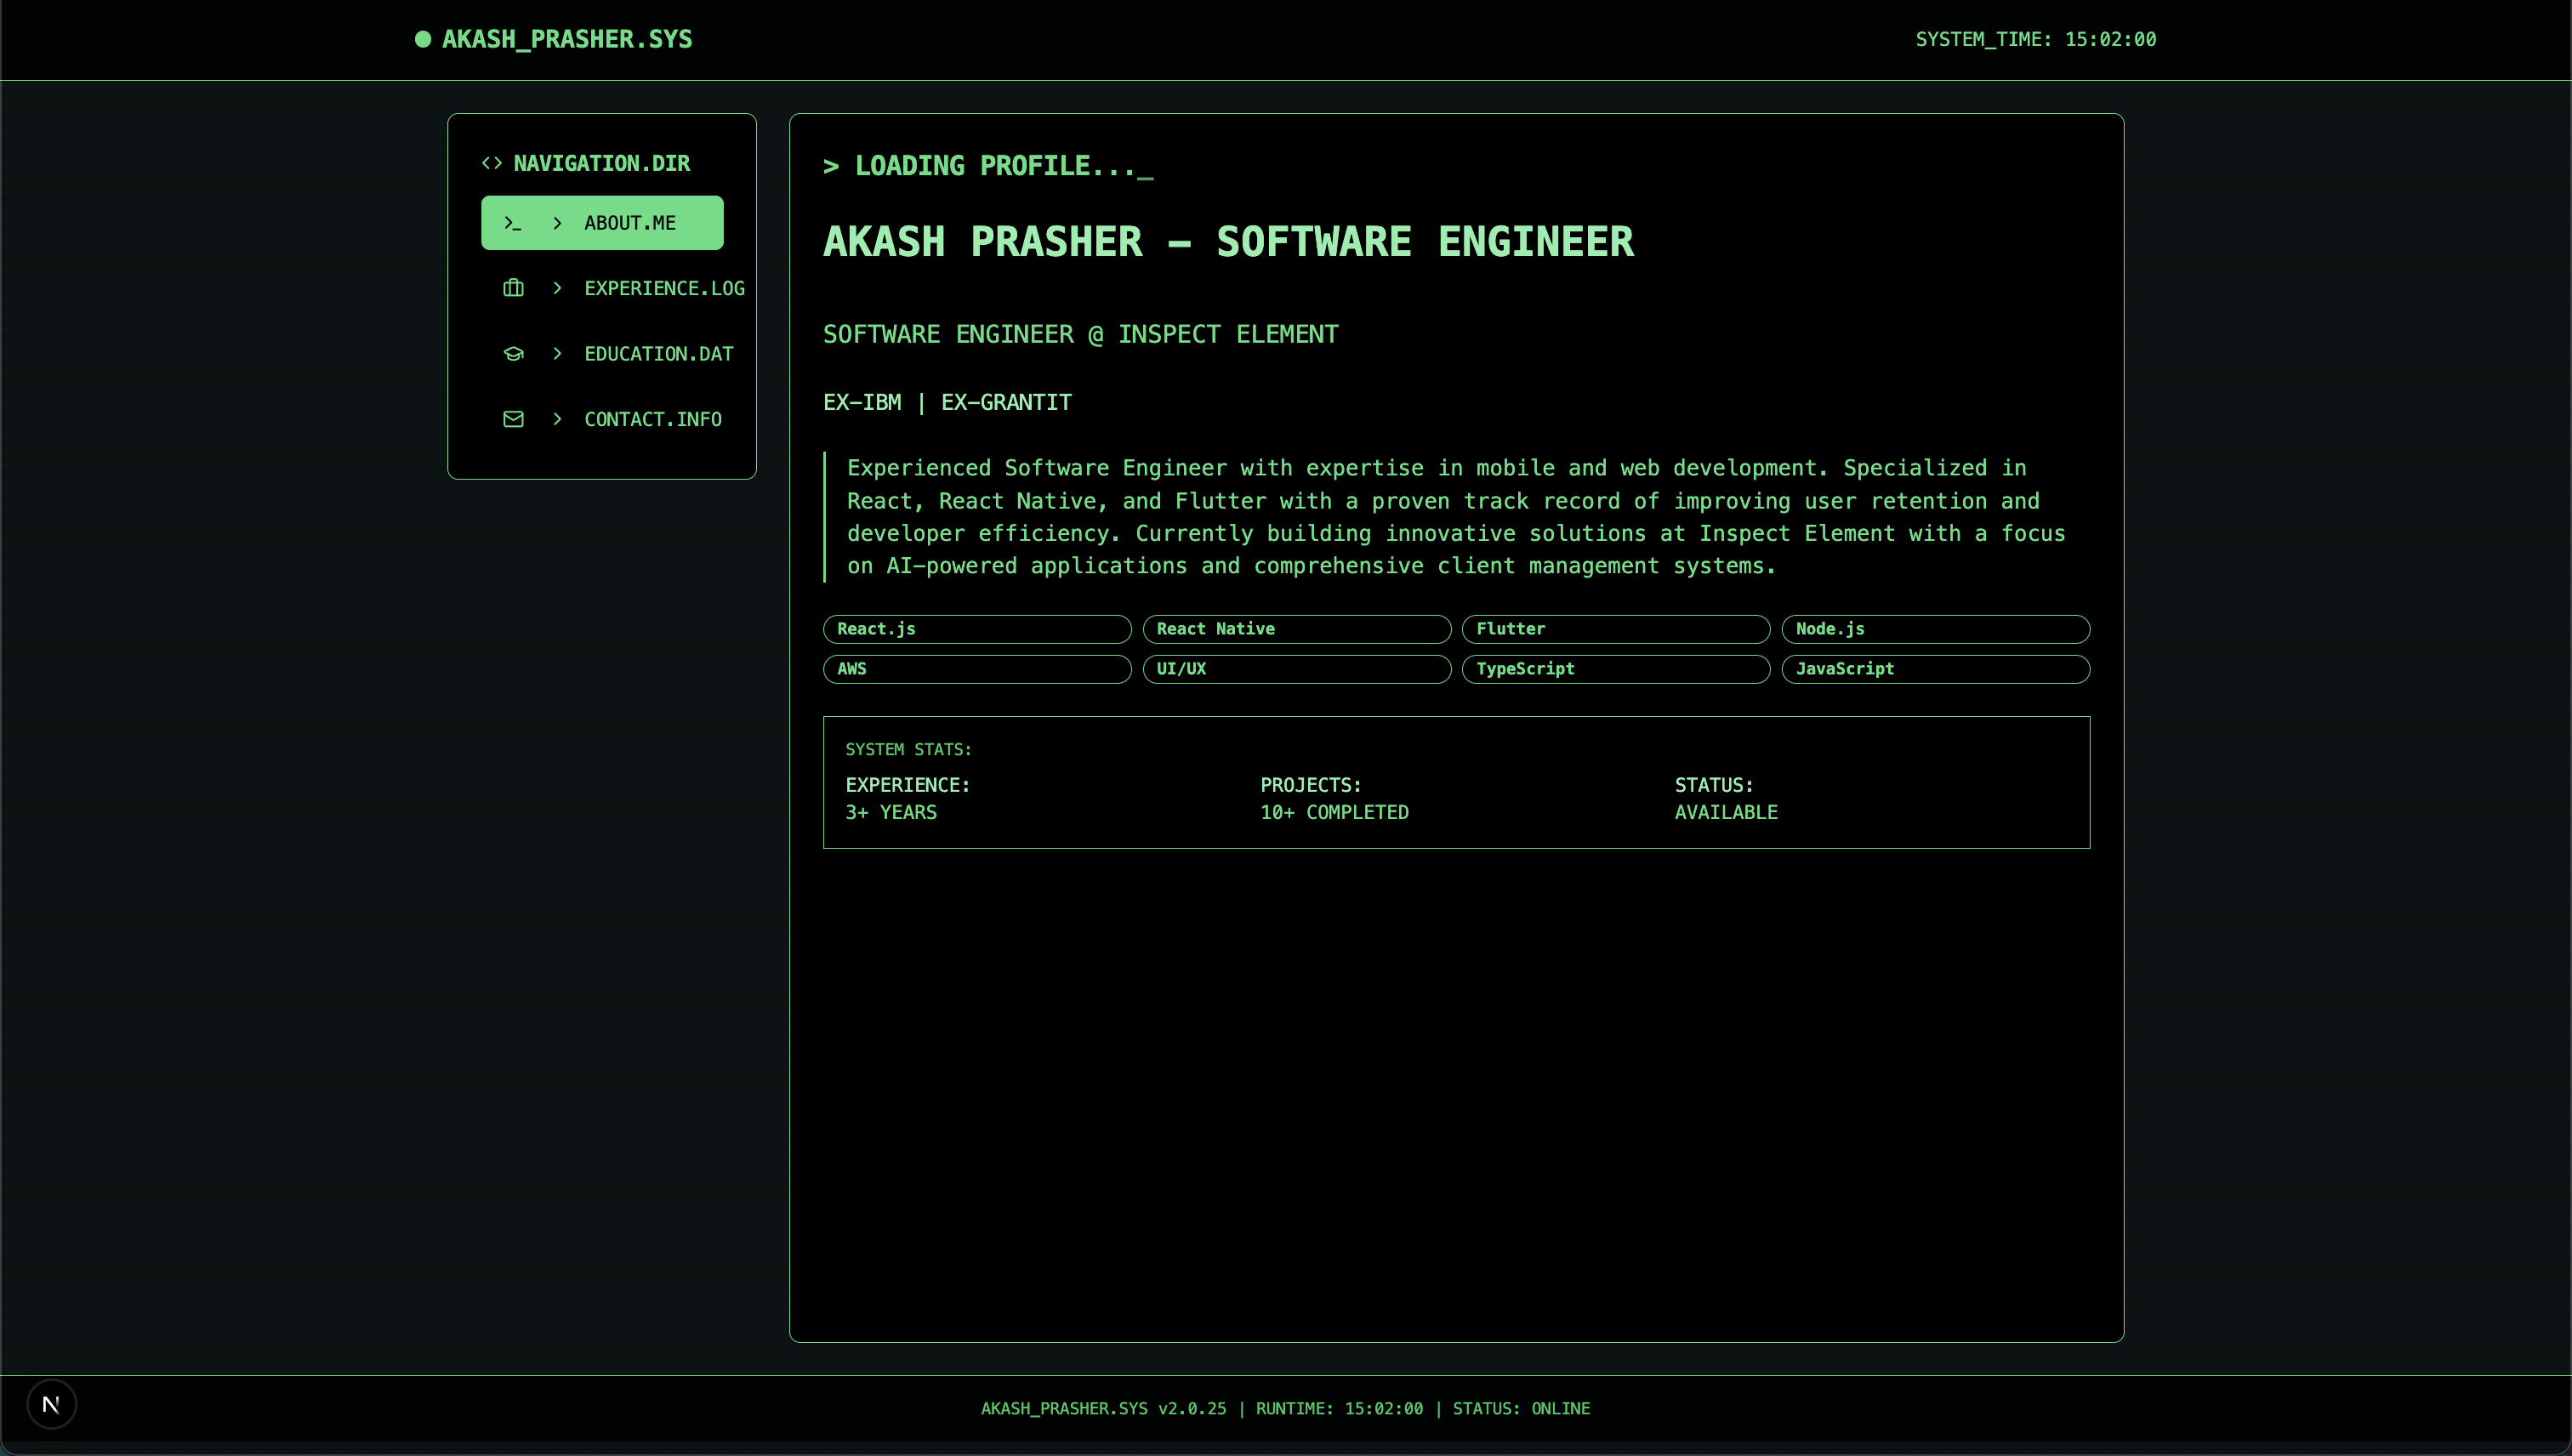 AKASH_PRASHER.SYS
SYSTEM_TIME: 15:02:00
<> NAVIGATION.DIR
>_ > ABOUT.ME
> EXPERIENCE.LOG
> EDUCATION.DAT
> CONTACT.INFO
> LOADING PROFILE..._
AKASH PRASHER – SOFTWARE ENGINEER
SOFTWARE ENGINEER @ INSPECT ELEMENT
EX–IBM | EX–GRANTIT
Experienced Software Engineer with expertise in mobile and web development. Specialized in
React, React Native, and Flutter with a proven track record of improving user retention and
developer efficiency. Currently building innovative solutions at Inspect Element with a focus
on AI–powered applications and comprehensive client management systems.
React.js
React Native
Flutter
Node.js
AWS
UI/UX
TypeScript
JavaScript
SYSTEM STATS:
EXPERIENCE:
3+ YEARS
PROJECTS:
10+ COMPLETED
STATUS:
AVAILABLE
N
AKASH_PRASHER.SYS v2.0.25 | RUNTIME: 15:02:00 | STATUS: ONLINE